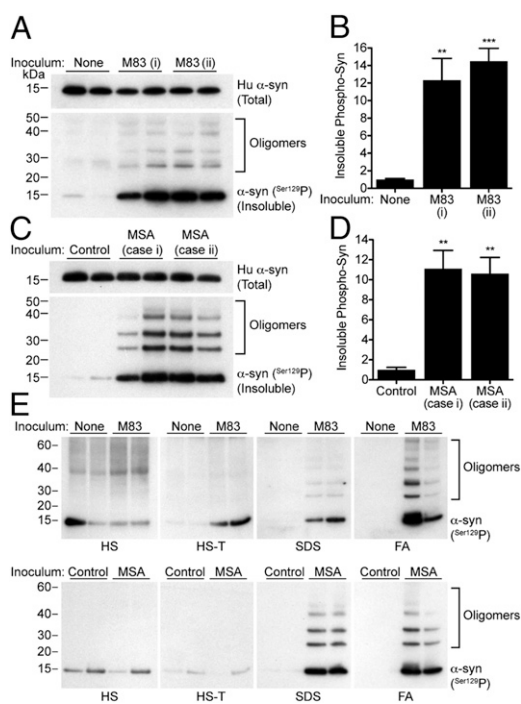 A
Inoculum: None M83 (i) M83 (ii)
kDa
15
Hu α-syn
(Total)
50
40
30
20
15
Oligomers
α-syn (Ser129P)
(Insoluble)
B
Insoluble Phospho-Syn
18
16
14
12
10
8
6
4
2
0
**
***
Inoculum: None M83 (i) M83 (ii)
C
Inoculum: Control MSA (case i) MSA (case ii)
15
Hu α-syn
(Total)
50
40
30
20
15
Oligomers
α-syn (Ser129P)
(Insoluble)
D
Insoluble Phospho-Syn
14
12
10
8
6
4
2
0
**
**
Control MSA (case i) MSA (case ii)
E
Inoculum: None M83 None M83 None M83 None M83
60
40
30
20
15
Oligomers
α-syn
(Ser129P)
HS HS-T SDS FA
Inoculum: Control MSA Control MSA Control MSA Control MSA
60
40
30
20
15
Oligomers
α-syn
(Ser129P)
HS HS-T SDS FA